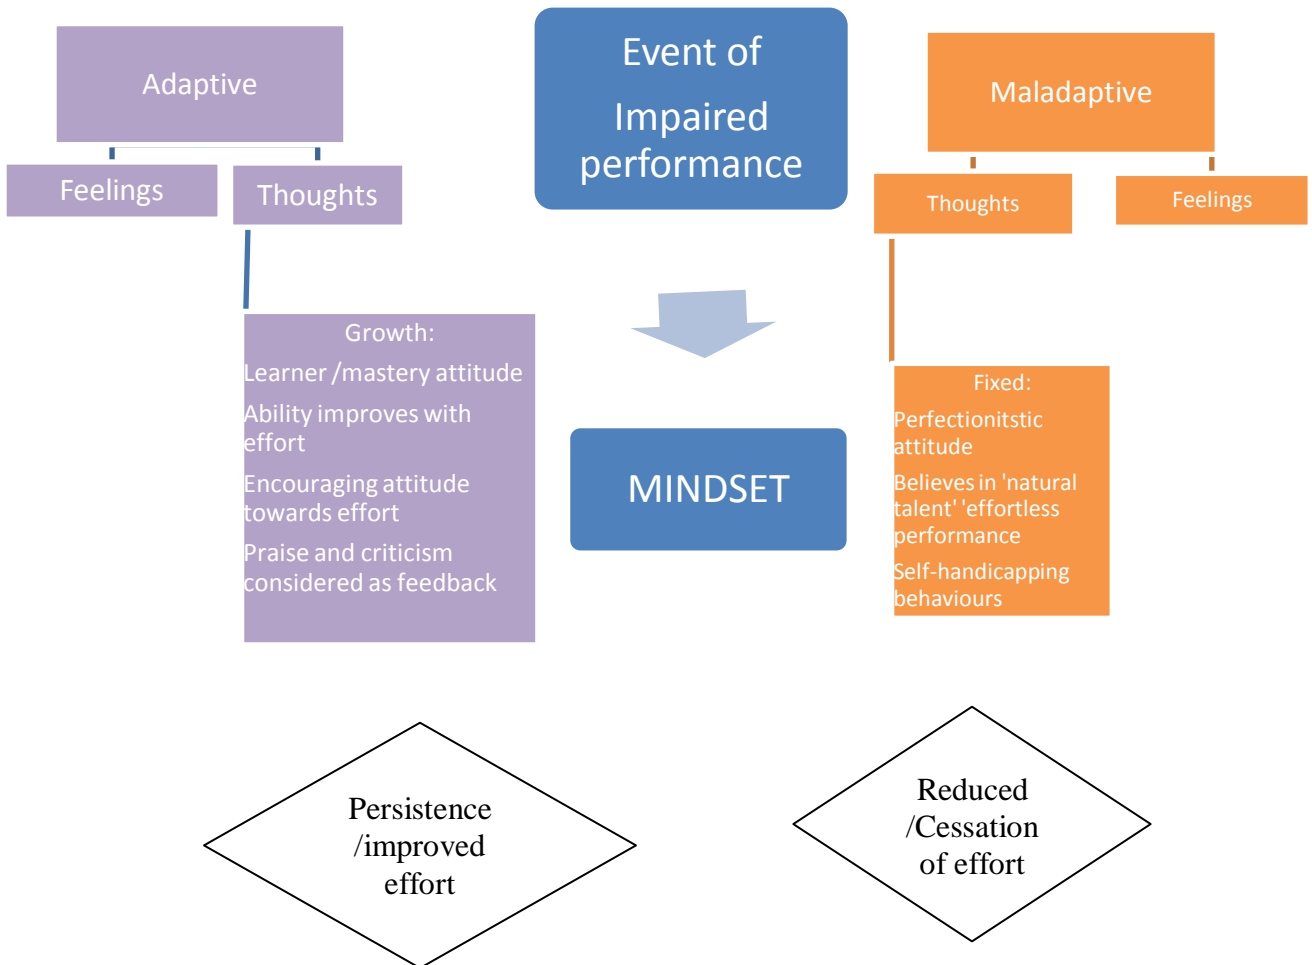 Adaptive
Feelings
Thoughts
Growth:
Learner /mastery attitude
Ability improves with
effort
Encouraging attitude
towards effort
Praise and criticism
considered as feedback
Event of
Impaired
performance
MINDSET
Maladaptive
Thoughts
Feelings
Fixed:
Perfectionitstic
attitude
Believes in 'natural
talent' 'effortless
performance
Self-handicapping
behaviours
Persistence
/improved
effort
Reduced
/Cessation
of effort